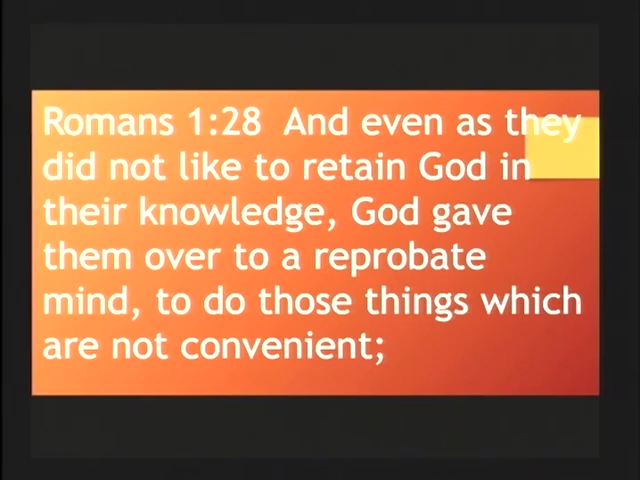 Romans 1:28  And even as they
did not like to retain God in
their knowledge, God gave
them over to a reprobate
mind, to do those things which
are not convenient;